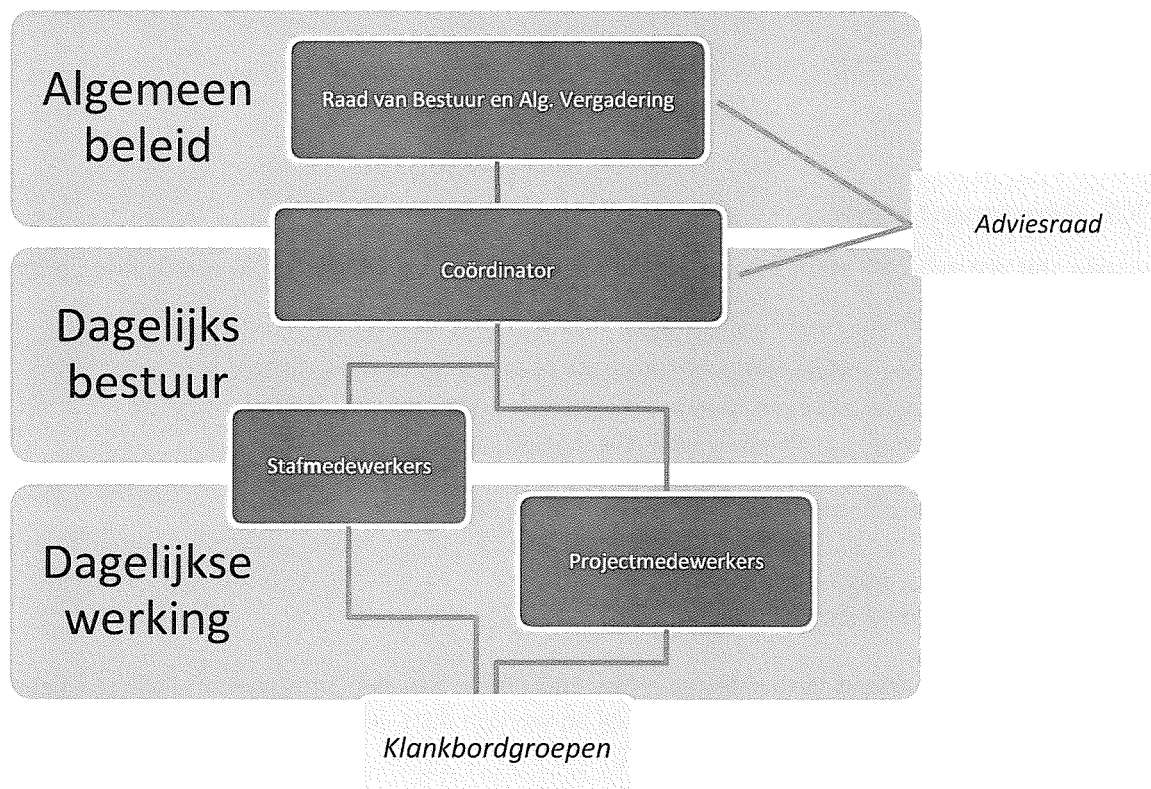 Algemeen
beleid
Raad van Bestuur en Alg. Vergadering
Adviesraad
Coördinator
Dagelijks
bestuur
Stafmedewerkers
Dagelijkse
werking
Projectmedewerkers
Klankbordgroepen